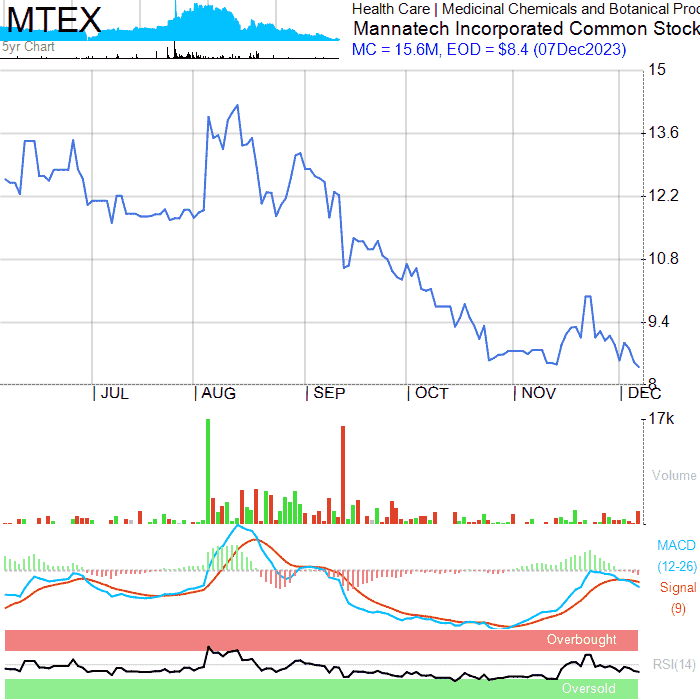 MTEX
5yr Chart
Health Care | Medicinal Chemicals and Botanical Prod
Mannatech Incorporated Common Stock
MC = 15.6M, EOD = $8.4 (07Dec2023)
15
13.6
12.2
10.8
9.4
8
JUL AUG SEP OCT NOV DEC
17k
Volume
MACD
(12-26)
Signal
(9)
Overbought
RSI(14)
Oversold